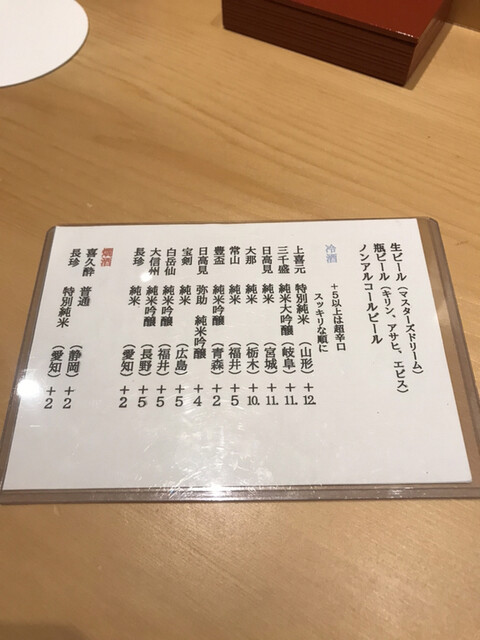 生ビール（マスターズドリーム）
瓶ビール（キリン、アサヒ、エビス）
ノンアルコールビール
冷酒 +5以上は超辛口
スッキリな順に
上喜元 特別純米 （山形） +12.
三千盛 純米大吟醸 （岐阜） +11.
日高見 純米 （宮城） +11.
大那 純米 （栃木） +10.
常山 純米 （福井） +5
豊盃 純米吟醸 （青森） +2
日高見 弥助 純米吟醸 +4
宝剣 純米 （広島） +5
白岳仙 純米吟醸 （福井） +5
大信州 純米吟醸 （長野） +5
長珍 純米 （愛知） +2
燗酒
喜久酔 普通 （静岡） +2
長珍 特別純米 （愛知） +2